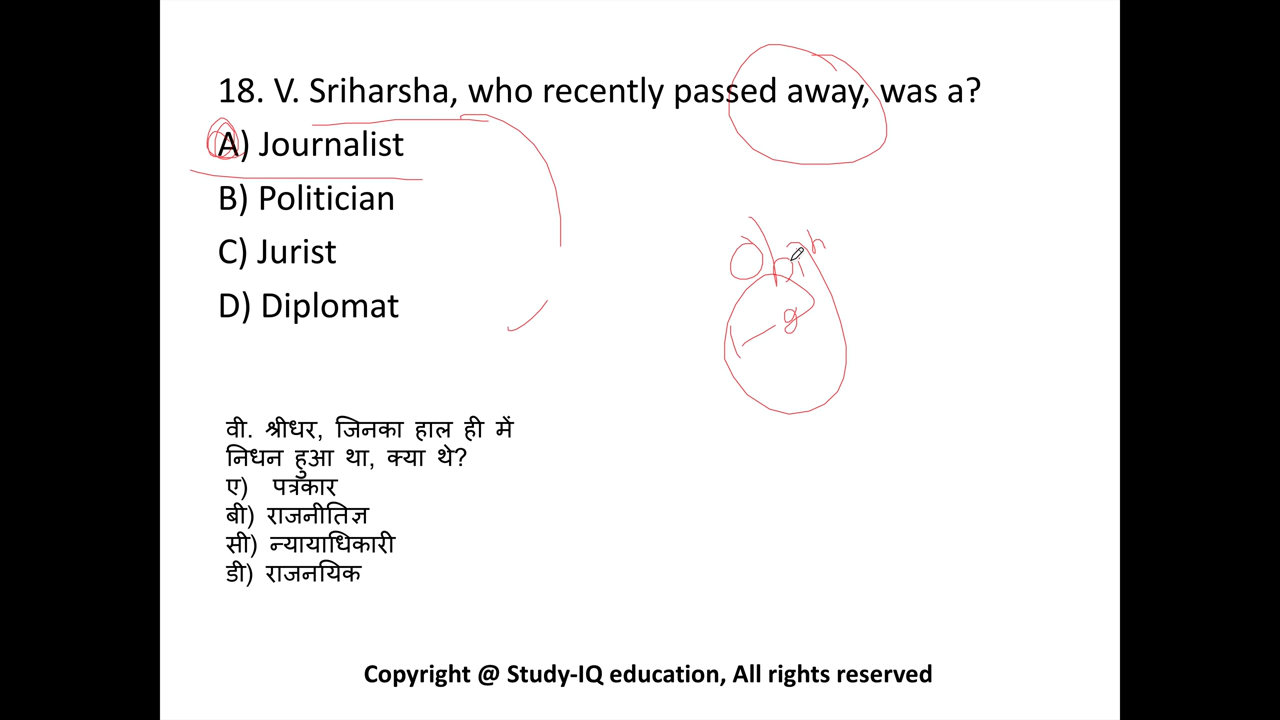 18. V. Sriharsha, who recently passed away, was a?
A) Journalist
B) Politician
C) Jurist
D) Diplomat
वी. श्रीधर, जिनका हाल ही में
निधन हुआ था, क्या थे?
ए) पत्रकार
बी) राजनीतिज्ञ
सी) न्यायाधिकारी
डी) राजनयिक
Copyright @ Study-IQ education, All rights reserved